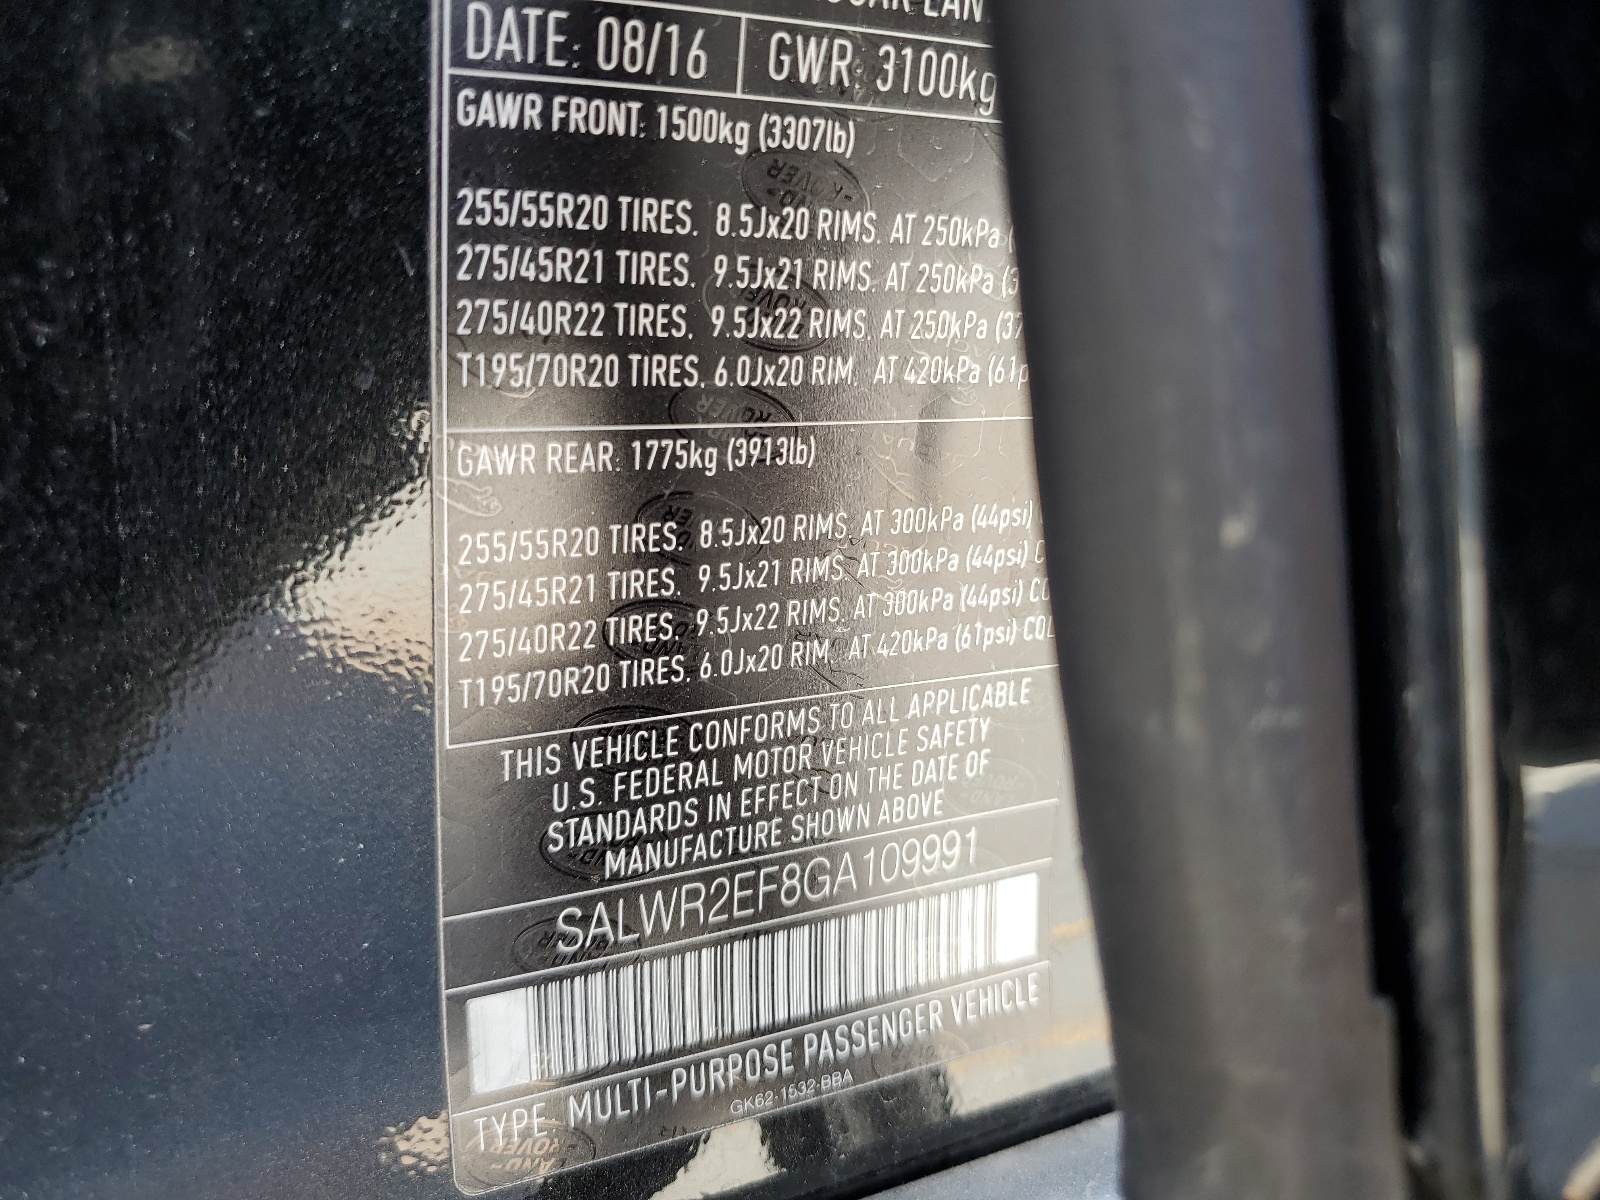 DATE: 08/16 GWR: 3100kg
GAWR FRONT: 1500kg (3307lb)
255/55R20 TIRES. 8.5Jx20 RIMS. AT 250kPa
275/45R21 TIRES. 9.5Jx21 RIMS. AT 250kPa
275/40R22 TIRES. 9.5Jx22 RIMS. AT 250kPa
T195/70R20 TIRES. 6.0Jx20 RIM. AT 420kPa (61p
GAWR REAR: 1775kg (3913lb)
255/55R20 TIRES. 8.5Jx20 RIMS. AT 300kPa (44psi)
275/45R21 TIRES. 9.5Jx21 RIMS. AT 300kPa (44psi) C
275/40R22 TIRES. 9.5Jx22 RIMS. AT 300kPa (44psi) CO
T195/70R20 TIRES. 6.0Jx20 RIM. AT 420kPa (61psi) COL
THIS VEHICLE CONFORMS TO ALL APPLICABLE
U.S. FEDERAL MOTOR VEHICLE SAFETY
STANDARDS IN EFFECT ON THE DATE OF
MANUFACTURE SHOWN ABOVE
SALWR2EF8GA109991
TYPE: MULTI-PURPOSE PASSENGER VEHICLE
GK62-1532-BBA
LAND-
ROVER